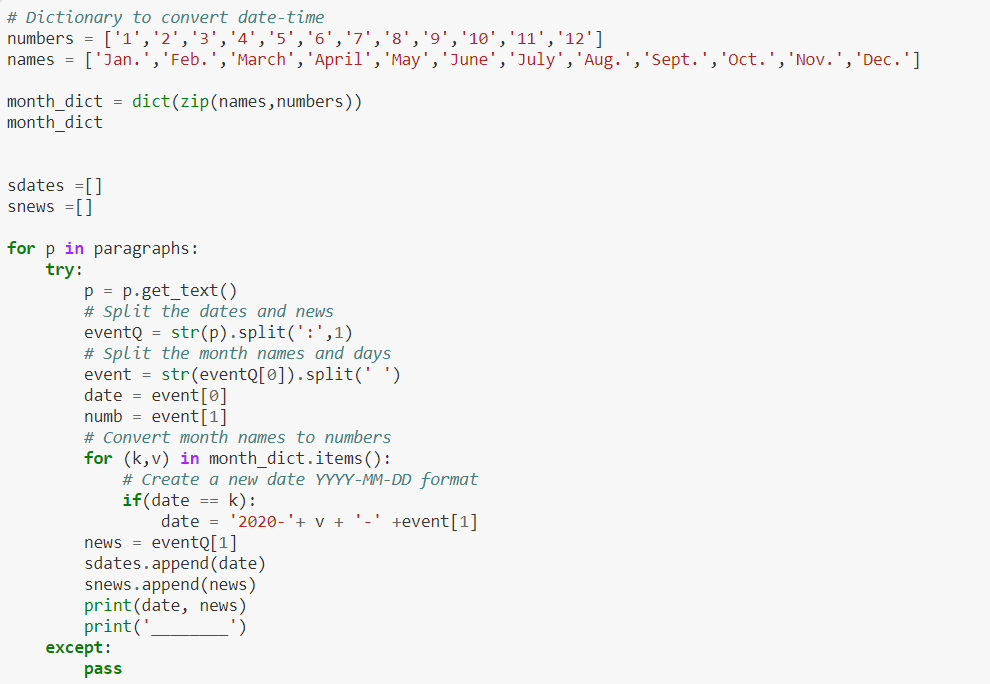 # Dictionary to convert date-time
numbers = ['1','2','3','4','5','6','7','8','9','10','11','12']
names = ['Jan.','Feb.','March','April','May','June','July','Aug.','Sept.','Oct.','Nov.','Dec.']

month_dict = dict(zip(names,numbers))
month_dict


sdates =[]
snews =[]

for p in paragraphs:
    try:
        p = p.get_text()
        # Split the dates and news
        eventQ = str(p).split(':',1)
        # Split the month names and days
        event = str(eventQ[0]).split(' ')
        date = event[0]
        numb = event[1]
        # Convert month names to numbers
        for (k,v) in month_dict.items():
            # Create a new date YYYY-MM-DD format
            if(date == k):
                date = '2020-'+ v + '-' +event[1]
        news = eventQ[1]
        sdates.append(date)
        snews.append(news)
        print(date, news)
        print('________')
    except:
        pass